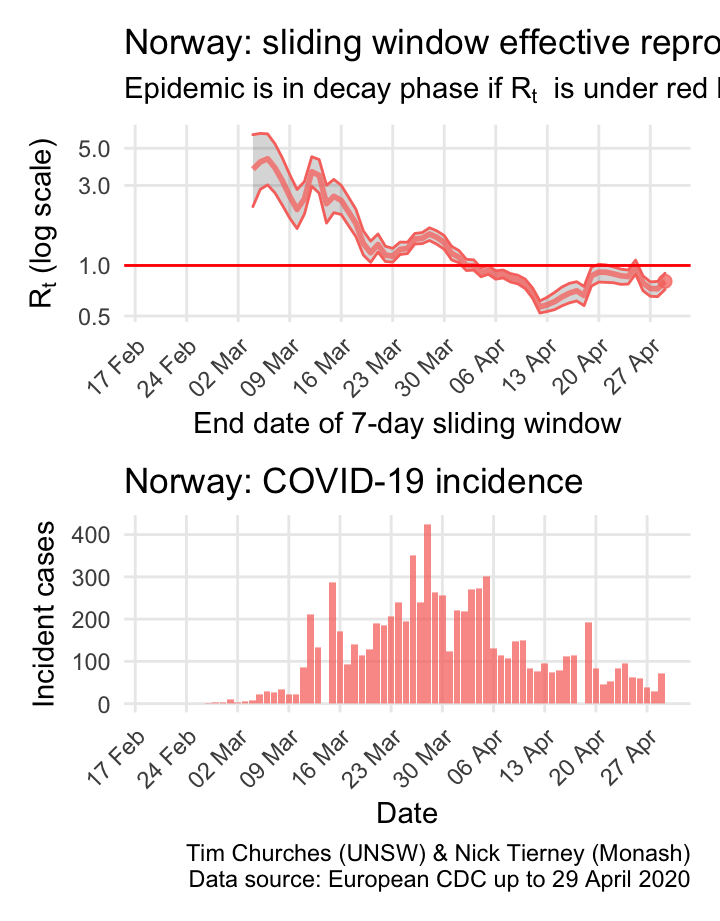 Norway: sliding window effective repro
Epidemic is in decay phase if Rt is under red
Rt (log scale)
5.0
3.0
1.0
0.5
17 Feb
24 Feb
02 Mar
09 Mar
16 Mar
23 Mar
30 Mar
06 Apr
13 Apr
20 Apr
27 Apr
End date of 7-day sliding window
Norway: COVID-19 incidence
Incident cases
400
300
200
100
0
17 Feb
24 Feb
02 Mar
09 Mar
16 Mar
23 Mar
30 Mar
06 Apr
13 Apr
20 Apr
27 Apr
Date
Tim Churches (UNSW) & Nick Tierney (Monash)
Data source: European CDC up to 29 April 2020